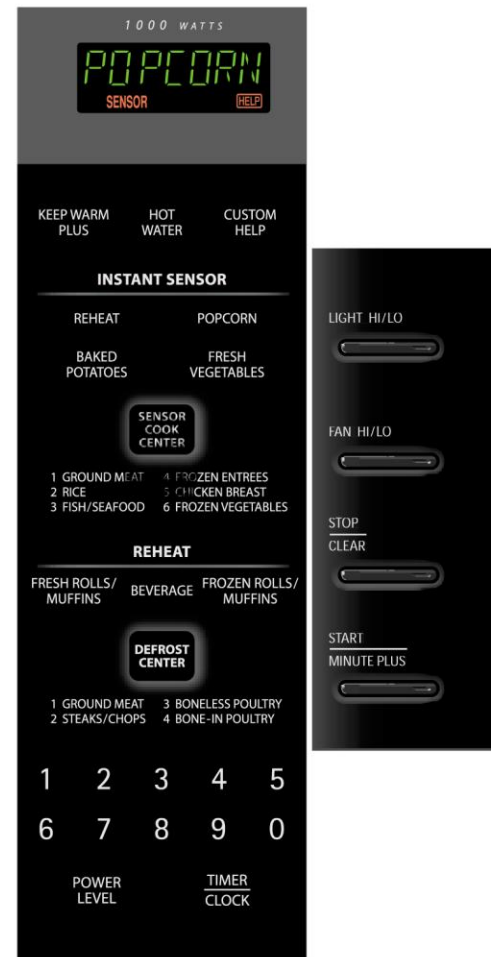 1000 WATTS
POPCORN
SENSOR HELP
KEEP WARM HOT CUSTOM
PLUS WATER HELP
INSTANT SENSOR
REHEAT POPCORN
BAKED FRESH
POTATOES VEGETABLES
SENSOR
COOK
CENTER
1 GROUND MEAT 4 FROZEN ENTREES
2 RICE 5 CHICKEN BREAST
3 FISH/SEAFOOD 6 FROZEN VEGETABLES
REHEAT
FRESH ROLLS/ BEVERAGE FROZEN ROLLS/
MUFFINS MUFFINS
DEFROST
CENTER
1 GROUND MEAT 3 BONELESS POULTRY
2 STEAKS/CHOPS 4 BONE-IN POULTRY
1 2 3 4 5
6 7 8 9 0
POWER TIMER
LEVEL CLOCK
LIGHT HI/LO
FAN HI/LO
STOP
CLEAR
START
MINUTE PLUS